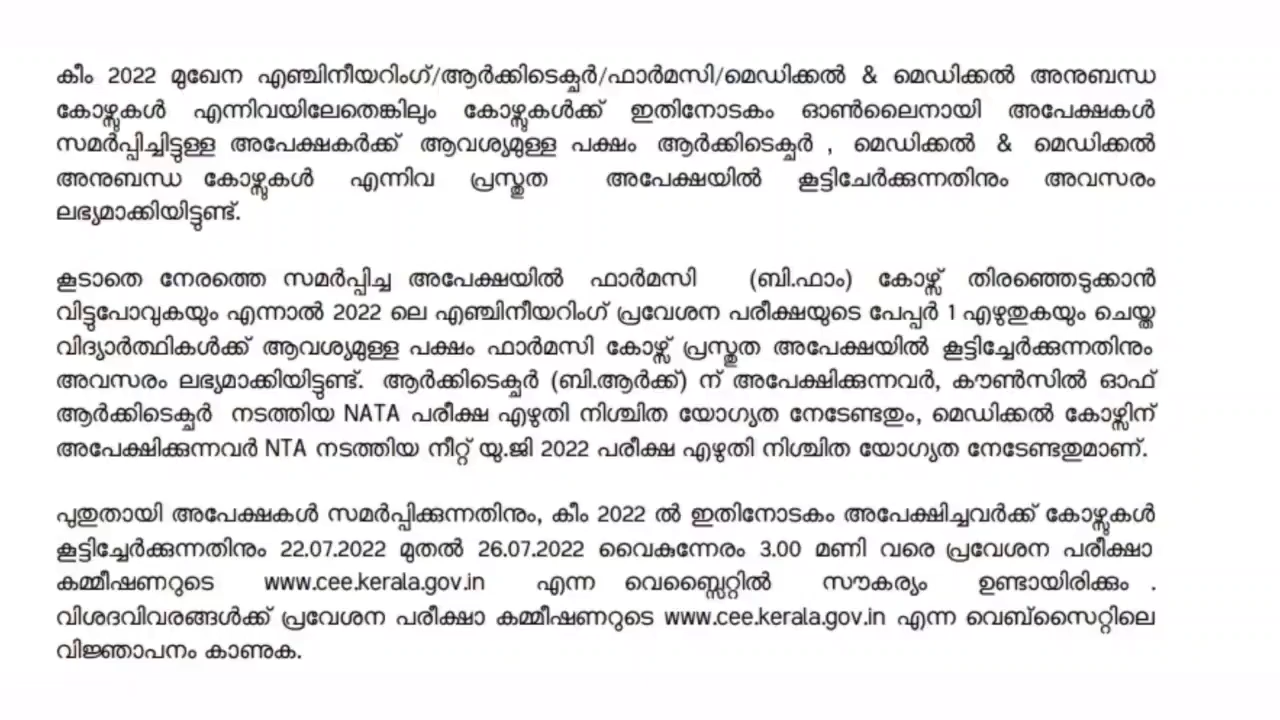 കീം 2022 മുഖേന എഞ്ചിനീയറിംഗ്/ആർക്കിടെക്ചർ/ഫാർമസി/മെഡിക്കൽ & മെഡിക്കൽ അനുബന്ധ
കോഴ്സുകൾ എന്നിവയിലേതെങ്കിലും കോഴ്സുകൾക്ക് ഇതിനോടകം ഓൺലൈനായി അപേക്ഷകൾ
സമർപ്പിച്ചിട്ടുള്ള അപേക്ഷകർക്ക് ആവശ്യമുള്ള പക്ഷം ആർക്കിടെക്ചർ , മെഡിക്കൽ & മെഡിക്കൽ
അനുബന്ധ കോഴ്സുകൾ എന്നിവ പ്രസ്തുത അപേക്ഷയിൽ കൂട്ടിചേർക്കുന്നതിനും അവസരം
ലഭ്യമാക്കിയിട്ടുണ്ട്.
കൂടാതെ നേരത്തെ സമർപ്പിച്ച അപേക്ഷയിൽ ഫാർമസി (ബി.ഫാം) കോഴ്സ് തിരഞ്ഞെടുക്കാൻ
വിട്ടുപോവുകയും എന്നാൽ 2022 ലെ എഞ്ചിനീയറിംഗ് പ്രവേശന പരീക്ഷയുടെ പേപ്പർ 1 എഴുതുകയും ചെയ്ത
വിദ്യാർത്ഥികൾക്ക് ആവശ്യമുള്ള പക്ഷം ഫാർമസി കോഴ്സ് പ്രസ്തുത അപേക്ഷയിൽ കൂട്ടിച്ചേർക്കുന്നതിനും
അവസരം ലഭ്യമാക്കിയിട്ടുണ്ട്. ആർക്കിടെക്ചർ (ബി.ആർക്ക്) ന് അപേക്ഷിക്കുന്നവർ, കൗൺസിൽ ഓഫ്
ആർക്കിടെക്ചർ നടത്തിയ NATA പരീക്ഷ എഴുതി നിശ്ചിത യോഗ്യത നേടേണ്ടതും, മെഡിക്കൽ കോഴ്സിന്
അപേക്ഷിക്കുന്നവർ NTA നടത്തിയ നീറ്റ് യു.ജി 2022 പരീക്ഷ എഴുതി നിശ്ചിത യോഗ്യത നേടേണ്ടതുമാണ്.
പുതുതായി അപേക്ഷകൾ സമർപ്പിക്കുന്നതിനും, കീം 2022 ൽ ഇതിനോടകം അപേക്ഷിച്ചവർക്ക് കോഴ്സുകൾ
കൂട്ടിച്ചേർക്കുന്നതിനും 22.07.2022 മുതൽ 26.07.2022 വൈകുന്നേരം 3.00 മണി വരെ പ്രവേശന പരീക്ഷാ
കമ്മീഷണറുടെ www.cee.kerala.gov.in എന്ന വെബ്സൈറ്റിൽ സൗകര്യം ഉണ്ടായിരിക്കും .
വിശദവിവരങ്ങൾക്ക് പ്രവേശന പരീക്ഷാ കമ്മീഷണറുടെ www.cee.kerala.gov.in എന്ന വെബ്‌സൈറ്റിലെ
വിജ്ഞാപനം കാണുക.